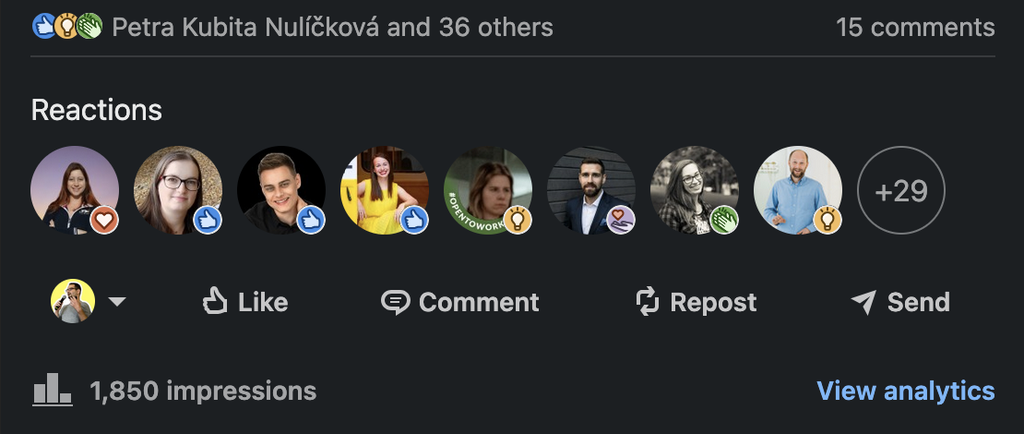 Petra Kubita Nulíčková and 36 others
15 comments
Reactions
#OPENTOWORK
+29
Like
Comment
Repost
Send
1,850 impressions
View analytics